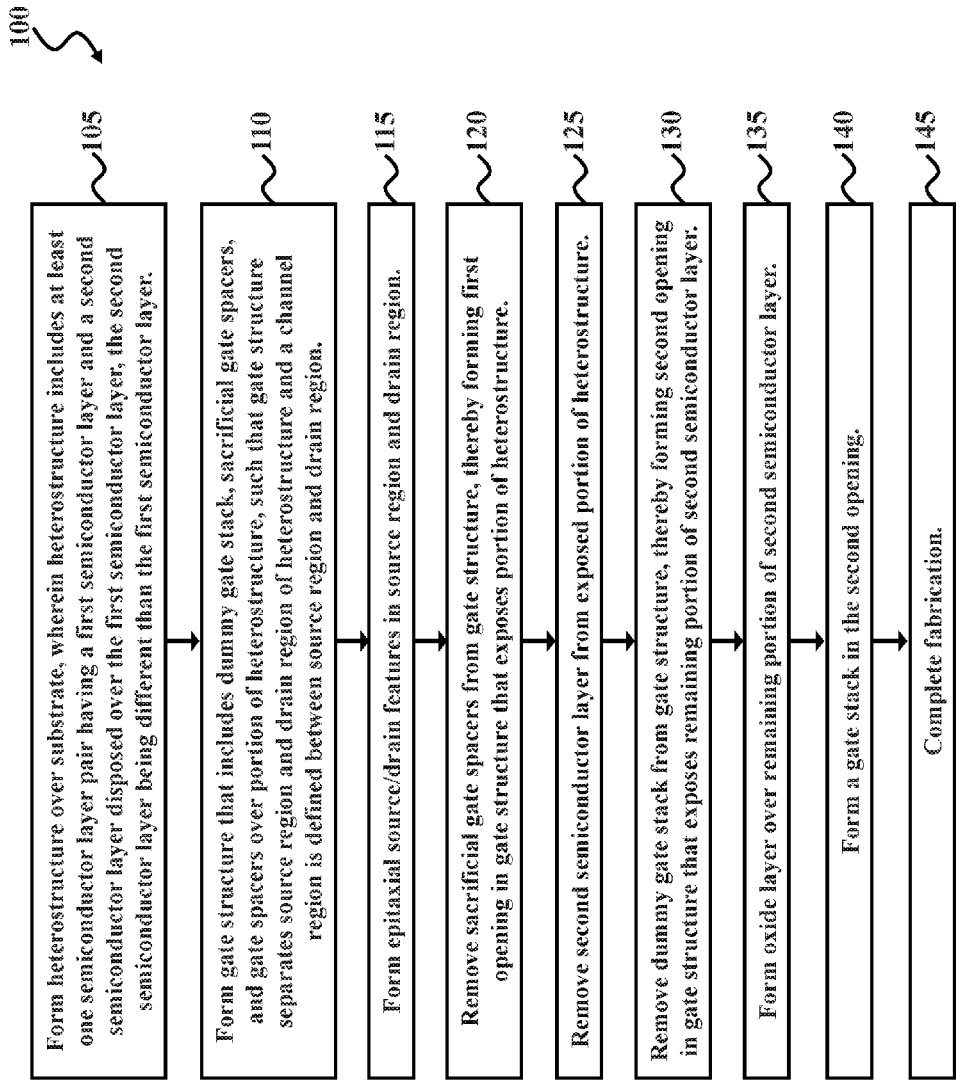 100
Form heterostructure over substrate, wherein heterostructure includes at least
one semiconductor layer pair having a first semiconductor layer and a second
semiconductor layer disposed over the first semiconductor layer, the second
semiconductor layer being different than the first semiconductor layer.
105
Form gate structure that includes dummy gate stack, sacrificial gate spacers,
and gate spacers over portion of heterostructure, such that gate structure
separates source region and drain region of heterostructure and a channel
region is defined between source region and drain region.
110
Form epitaxial source/drain features in source region and drain region.
115
Remove sacrificial gate spacers from gate structure, thereby forming first
opening in gate structure that exposes portion of heterostructure.
120
Remove second semiconductor layer from exposed portion of heterostructure.
125
Remove dummy gate stack from gate structure, thereby forming second opening
in gate structure that exposes remaining portion of second semiconductor layer.
130
Form oxide layer over remaining portion of second semiconductor layer.
135
Form a gate stack in the second opening.
140
Complete fabrication.
145